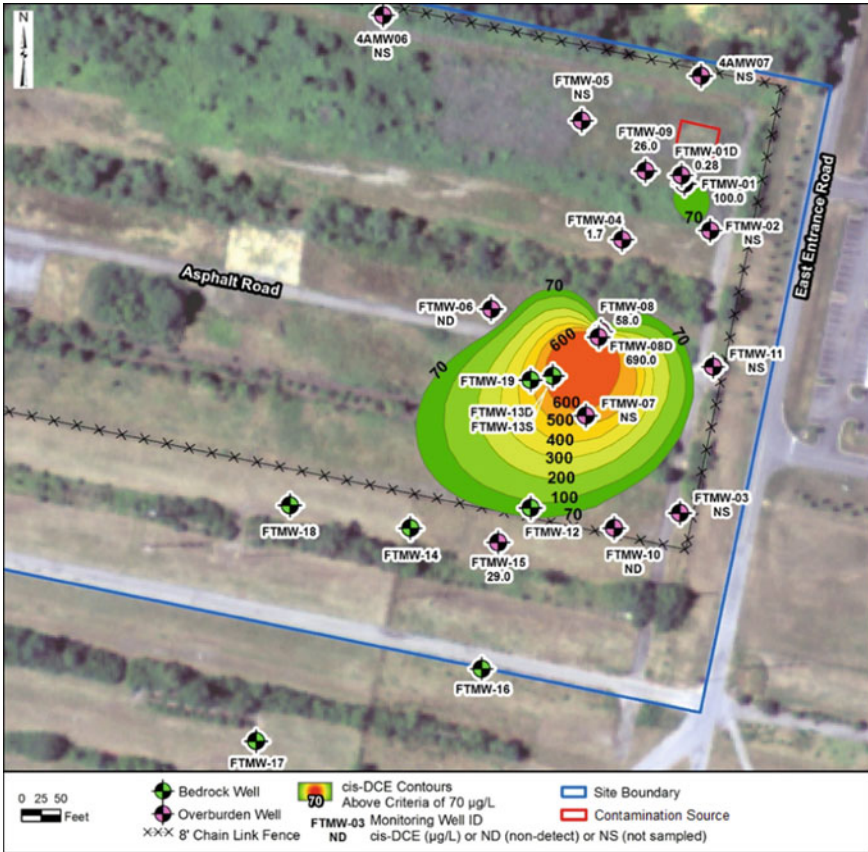 N
4AMW06
NS
4AMW07
NS
FTMW-05
NS
FTMW-09
26.0
FTMW-01D
0.28
FTMW-01
100.0
70
FTMW-02
NS
FTMW-04
1.7
East Entrance Road
Asphalt Road
FTMW-06
ND
70
FTMW-08
58.0
600
FTMW-08D
690.0
70
70
FTMW-11
NS
FTMW-19
FTMW-13D
FTMW-13S
600
FTMW-07
NS
500
400
300
200
100
70
FTMW-18
FTMW-14
FTMW-15
29.0
FTMW-12
FTMW-10
ND
FTMW-03
NS
FTMW-16
FTMW-17
0 25 50
Feet
Bedrock Well
Overburden Well
8' Chain Link Fence
70
cis-DCE Contours
Above Criteria of 70 µg/L
FTMW-03 Monitoring Well ID
ND cis-DCE (µg/L) or ND (non-detect) or NS (not sampled)
Site Boundary
Contamination Source